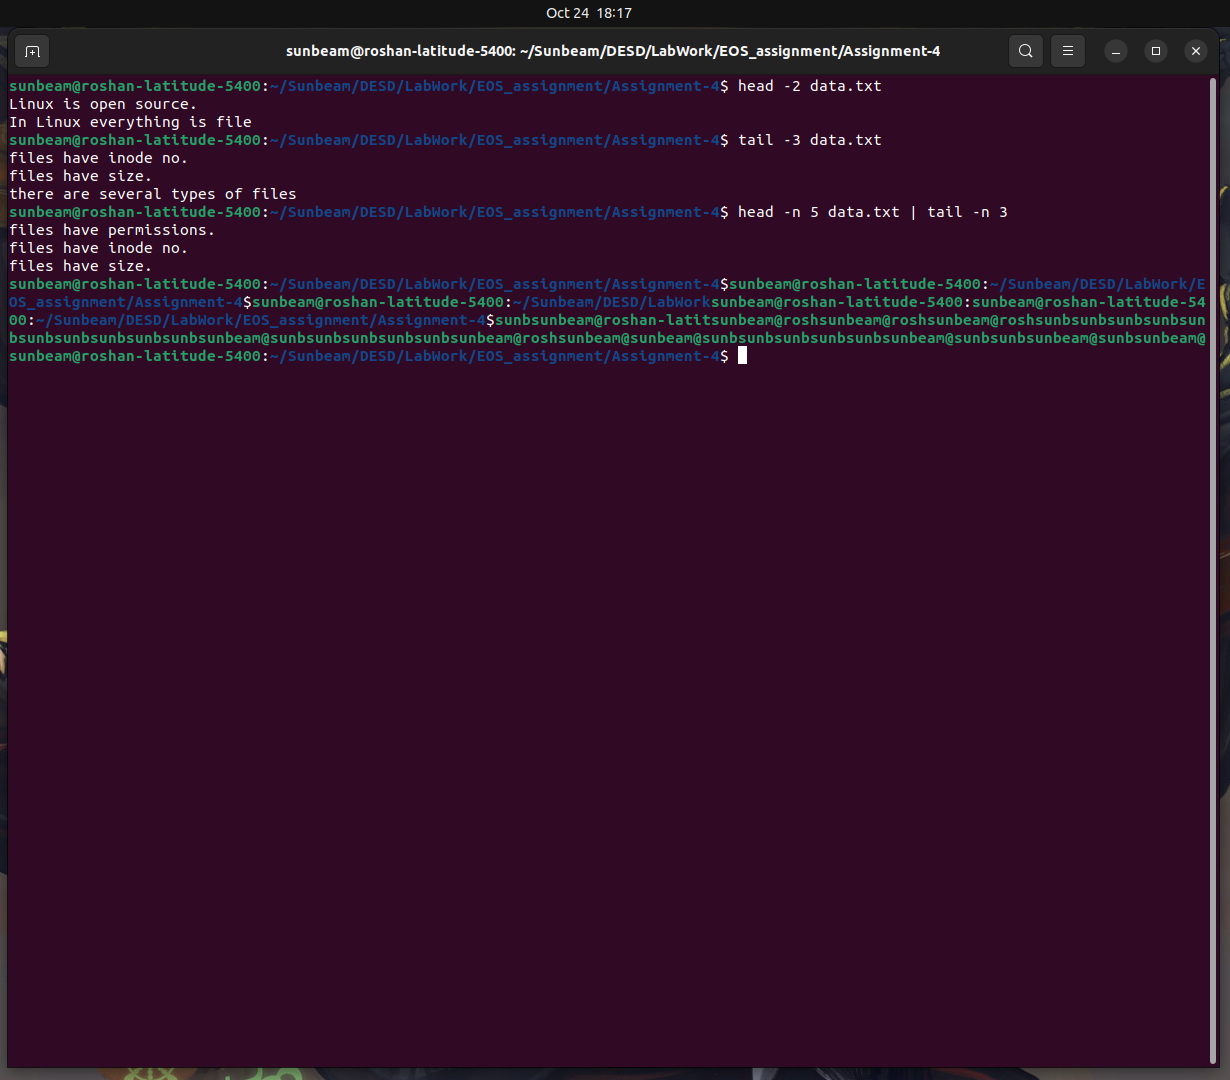 Oct 24 18:17
sunbeam@roshan-latitude-5400: ~/Sunbeam/DESD/LabWork/EOS_assignment/Assignment-4
sunbeam@roshan-latitude-5400:~/Sunbeam/DESD/LabWork/EOS_assignment/Assignment-4$ head -2 data.txt
Linux is open source.
In Linux everything is file
sunbeam@roshan-latitude-5400:~/Sunbeam/DESD/LabWork/EOS_assignment/Assignment-4$ tail -3 data.txt
files have inode no.
files have size.
there are several types of files
sunbeam@roshan-latitude-5400:~/Sunbeam/DESD/LabWork/EOS_assignment/Assignment-4$ head -n 5 data.txt | tail -n 3
files have permissions.
files have inode no.
files have size.
sunbeam@roshan-latitude-5400:~/Sunbeam/DESD/LabWork/EOS_assignment/Assignment-4$sunbeam@roshan-latitude-5400:~/Sunbeam/DESD/LabWork/E
OS_assignment/Assignment-4$sunbeam@roshan-latitude-5400:~/Sunbeam/DESD/LabWorksunbeam@roshan-latitude-5400:sunbeam@roshan-latitude-54
00:~/Sunbeam/DESD/LabWork/EOS_assignment/Assignment-4$sunbsunbeam@roshan-latitsunbeam@roshsunbeam@roshsunbeam@roshsunbsunbsunbsunbsun
bsunbsunbsunbsunbsunbsunbeam@sunbsunbsunbsunbsunbsunbeam@roshsunbeam@sunbeam@sunbsunbsunbsunbsunbsunbeam@sunbsunbsunbeam@sunbsunbeam@
sunbeam@roshan-latitude-5400:~/Sunbeam/DESD/LabWork/EOS_assignment/Assignment-4$